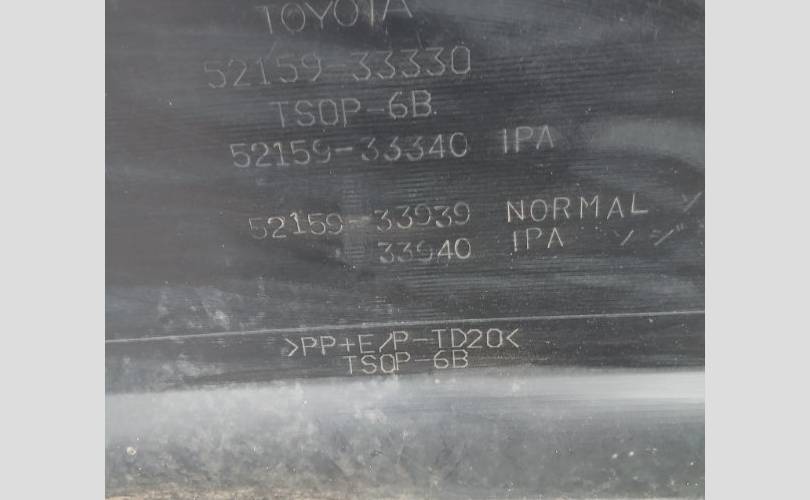 TOYOTA
52159-33330
TSOP-6B
52159-33340 IPA
52159-33939 NORMAL
33940 IPA
>PP+E/P-TD20<
TSOP-6B